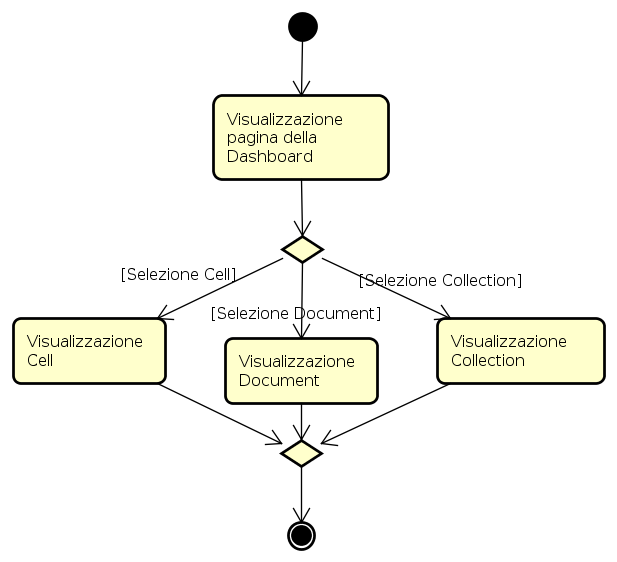 Visualizzazione
pagina della
Dashboard
[Selezione Cell]
[Selezione Collection]
[Selezione Document]
Visualizzazione
Cell
Visualizzazione
Document
Visualizzazione
Collection